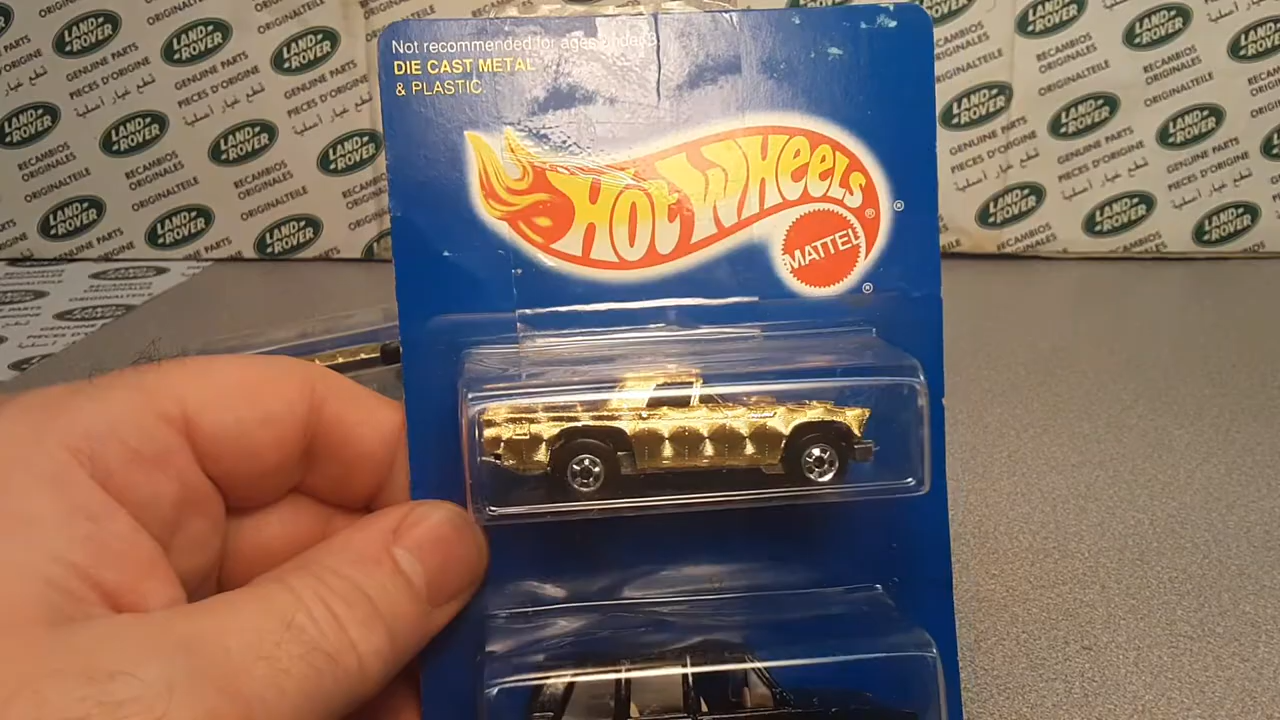 Not recommended for ages under 3
DIE CAST METAL
& PLASTIC
HOT WHEELS
®
MATTEL
®
®
LAND ROVER
GENUINE PARTS
PIECES D'ORIGINE
قطع غيار أصلية
RECAMBIOS ORIGINALES
ORIGINALTEILE